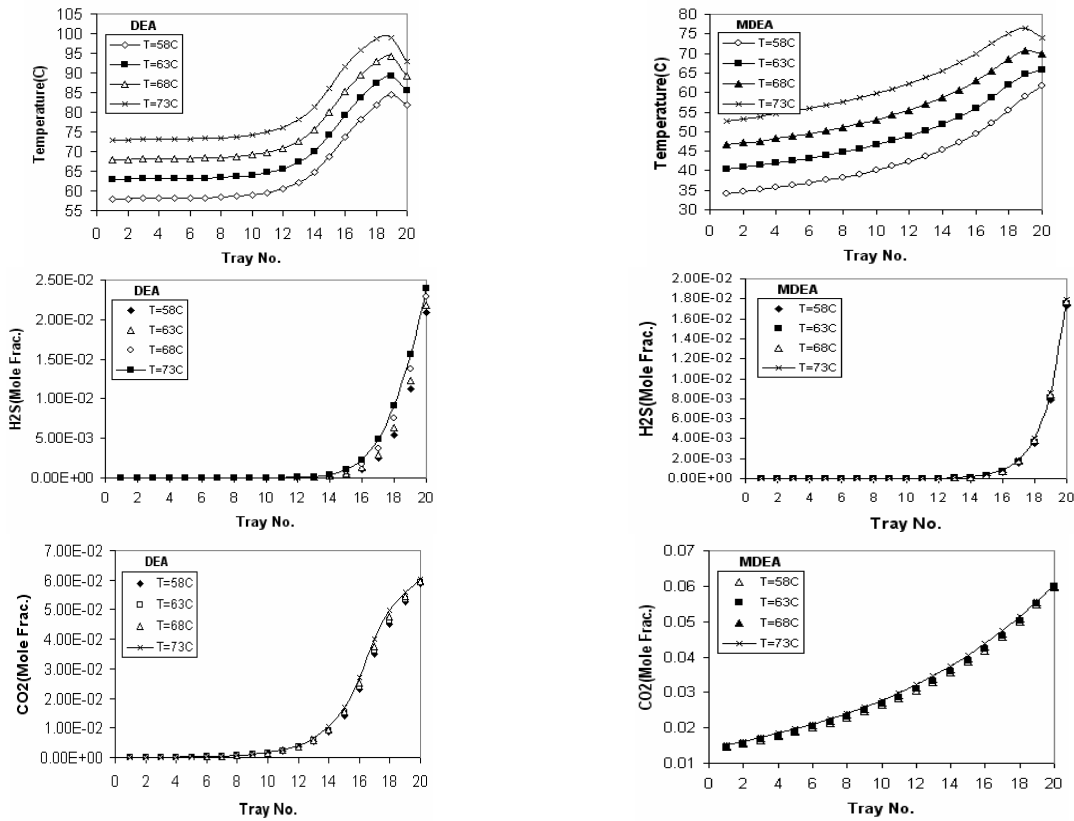 DEA
Temperature(C)
100
95
90
85
80
75
70
65
60
55
T=58C
T=63C
T=68C
T=73C
0 2 4 6 8 10 12 14 16 18 20
Tray No.
MDEA
Temperature(C)
80
75
70
65
60
55
50
45
40
35
30
T=58C
T=63C
T=68C
T=73C
0 2 4 6 8 10 12 14 16 18 20
Tray No.
DEA
H2S(Mole Frac.)
2.50E-02
2.00E-02
1.50E-02
1.00E-02
5.00E-03
0.00E+00
T=58C
T=63C
T=68C
T=73C
0 2 4 6 8 10 12 14 16 18 20
Tray No.
MDEA
H2S(Mole Frac.)
2.00E-02
1.80E-02
1.60E-02
1.40E-02
1.20E-02
1.00E-02
8.00E-03
6.00E-03
4.00E-03
2.00E-03
0.00E+00
T=58C
T=63C
T=68C
T=73C
0 2 4 6 8 10 12 14 16 18 20
Tray No.
DEA
CO2(Mole Frac.)
7.00E-02
6.00E-02
5.00E-02
4.00E-02
3.00E-02
2.00E-02
1.00E-02
0.00E+00
T=58C
T=63C
T=68C
T=73C
0 2 4 6 8 10 12 14 16 18 20
Tray No.
MDEA
CO2(Mole Frac.)
0.07
0.06
0.05
0.04
0.03
0.02
0.01
T=58C
T=63C
T=68C
T=73C
0 2 4 6 8 10 12 14 16 18 20
Tray No.